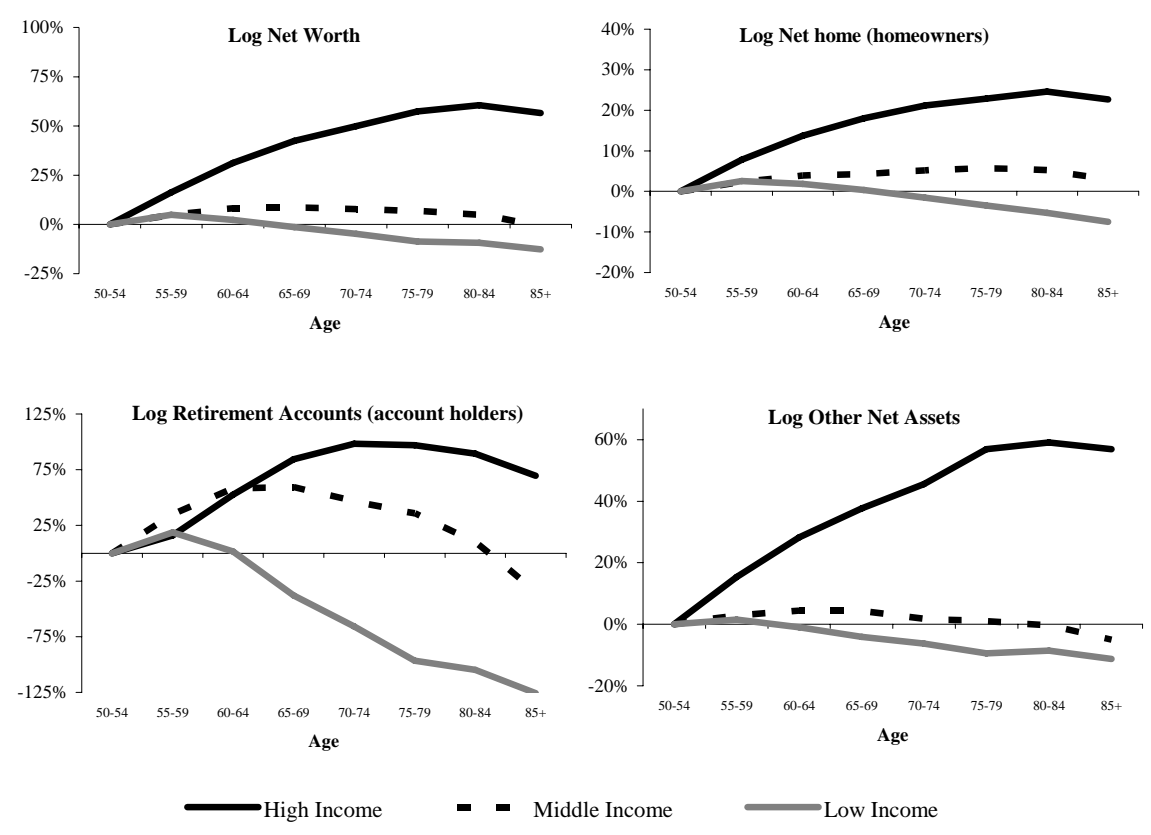 Log Net Worth
100%
75%
50%
25%
0%
-25%
50-54 55-59 60-64 65-69 70-74 75-79 80-84 85+
Age
Log Net home (homeowners)
40%
30%
20%
10%
0%
-10%
-20%
50-54 55-59 60-64 65-69 70-74 75-79 80-84 85+
Age
Log Retirement Accounts (account holders)
125%
75%
25%
-25%
-75%
-125%
50-54 55-59 60-64 65-69 70-74 75-79 80-84 85+
Age
Log Other Net Assets
60%
40%
20%
0%
-20%
50-54 55-59 60-64 65-69 70-74 75-79 80-84 85+
Age
High Income Middle Income Low Income